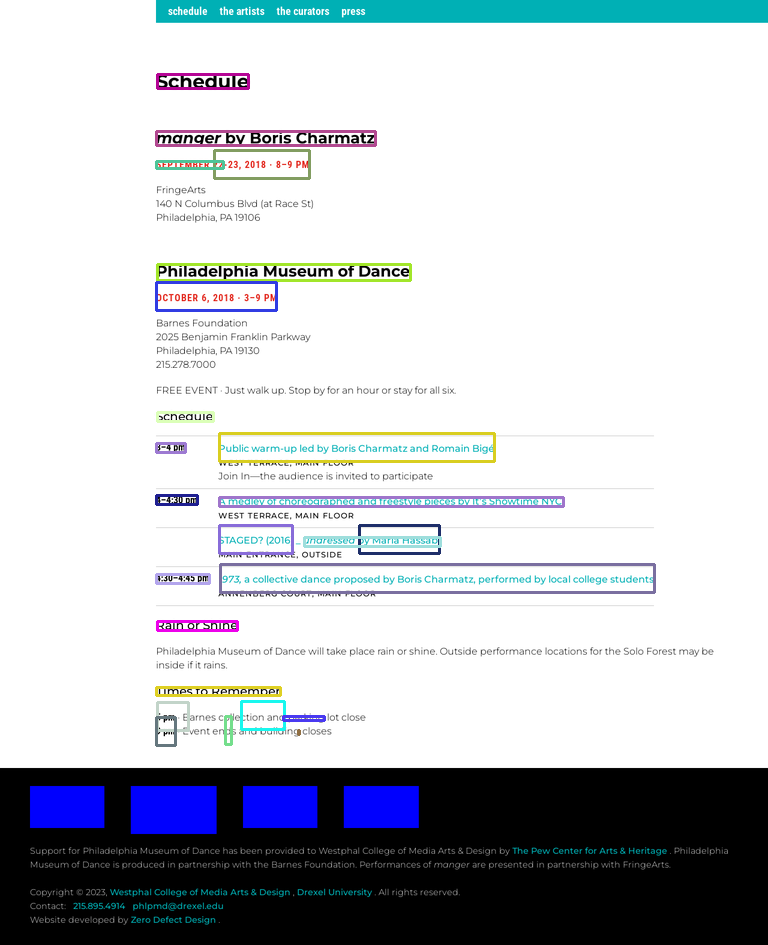 schedule the artists the curators press
Schedule
manger by Boris Charmatz
SEPTEMBER 22-23, 2018 · 8–9 PM
FringeArts
140 N Columbus Blvd (at Race St)
Philadelphia, PA 19106
Philadelphia Museum of Dance
OCTOBER 6, 2018 · 3–9 PM
Barnes Foundation
2025 Benjamin Franklin Parkway
Philadelphia, PA 19130
215.278.7000
FREE EVENT · Just walk up. Stop by for an hour or stay for all six.
Schedule
3–4 pm Public warm-up led by Boris Charmatz and Romain Bigé
WEST TERRACE, MAIN FLOOR
Join In—the audience is invited to participate
–4:30 pm A medley of choreographed and freestyle pieces by It's Showtime NYC
WEST TERRACE, MAIN FLOOR
STAGED? (2016) _ undressed by Maria Hassabi
MAIN ENTRANCE, OUTSIDE
4:30–4:45 pm 1973, a collective dance proposed by Boris Charmatz, performed by local college students
ANNENBERG COURT, MAIN FLOOR
Rain or Shine
Philadelphia Museum of Dance will take place rain or shine. Outside performance locations for the Solo Forest may be
inside if it rains.
Times to Remember
pm Barnes collection and parking lot close
pm Event ends and building closes
Support for Philadelphia Museum of Dance has been provided to Westphal College of Media Arts & Design by The Pew Center for Arts & Heritage . Philadelphia
Museum of Dance is produced in partnership with the Barnes Foundation. Performances of manger are presented in partnership with FringeArts.
Copyright © 2023, Westphal College of Media Arts & Design , Drexel University . All rights reserved.
Contact: 215.895.4914 phlpmd@drexel.edu
Website developed by Zero Defect Design .